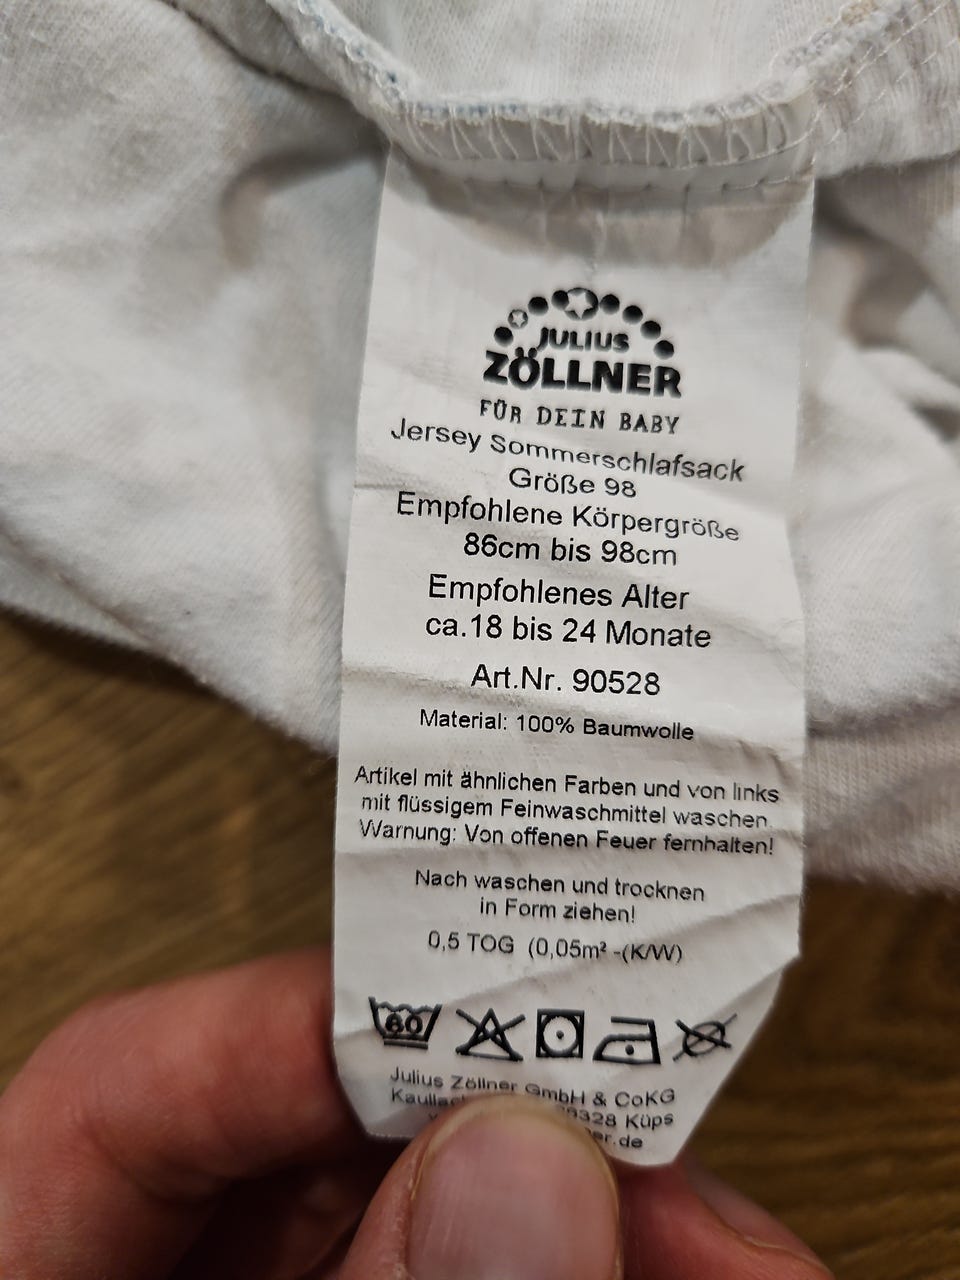 JULIUS
ZÖLLNER
FÜR DEIN BABY
Jersey Sommerschlafsack
Größe 98
Empfohlene Körpergröße
86cm bis 98cm
Empfohlenes Alter
ca.18 bis 24 Monate
Art.Nr. 90528
Material: 100% Baumwolle
Artikel mit ähnlichen Farben und von links
mit flüssigem Feinwaschmittel waschen.
Warnung: Von offenen Feuer fernhalten!
Nach waschen und trocknen
in Form ziehen!
0,5 TOG (0,05m² -(K/W)
60
Julius Zöllner GmbH & CoKG
Küps